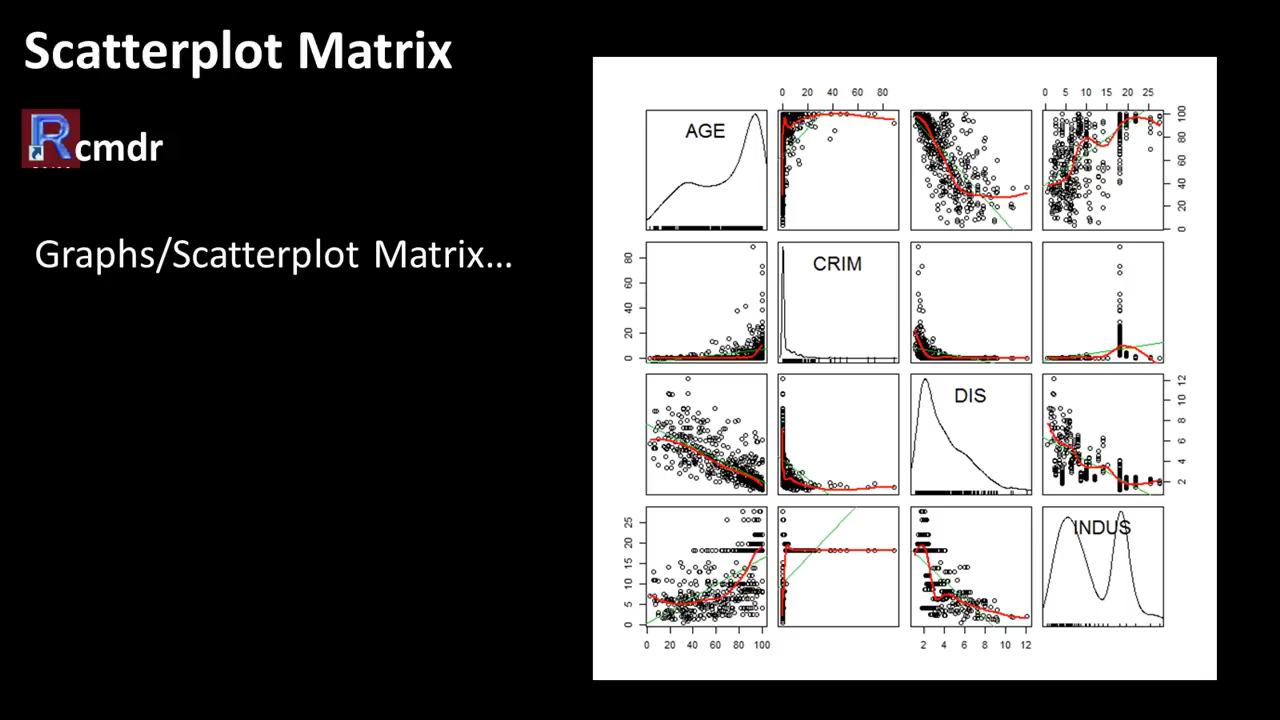 Scatterplot Matrix
Rcmdr
Graphs/Scatterplot Matrix...
0 20 40 60 80
0 5 10 15 20 25
AGE
100
80
60
40
20
0
CRIM
80
60
40
20
0
DIS
12
10
8
6
4
2
INDUS
25
20
15
10
5
0
0 20 40 60 80 100
2 4 6 8 10 12